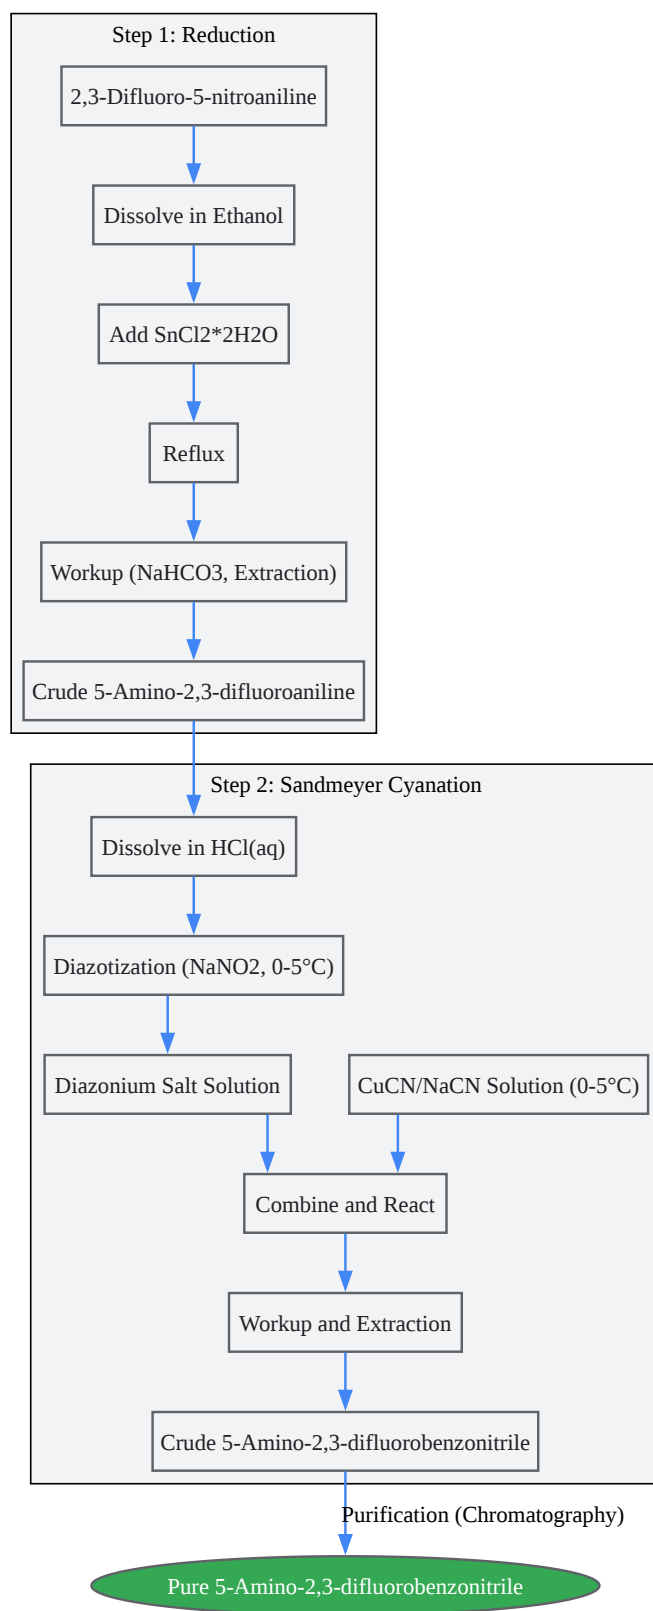 Step 1: Reduction
2,3-Difluoro-5-nitroaniline
Dissolve in Ethanol
Add SnCl2*2H2O
Reflux
Workup (NaHCO3, Extraction)
Crude 5-Amino-2,3-difluoroaniline
Step 2: Sandmeyer Cyanation
Dissolve in HCl(aq)
Diazotization (NaNO2, 0-5°C)
Diazonium Salt Solution
CuCN/NaCN Solution (0-5°C)
Combine and React
Workup and Extraction
Crude 5-Amino-2,3-difluorobenzonitrile
Purification (Chromatography)
Pure 5-Amino-2,3-difluorobenzonitrile